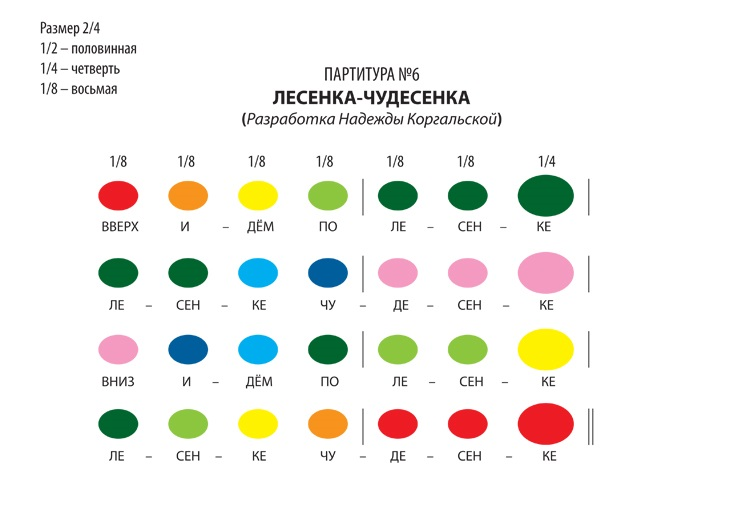 Размер 2/4
1/2 – половинная
1/4 – четверть
1/8 – восьмая
ПАРТИТУРА №6
ЛЕСЕНКА-ЧУДЕСЕНКА
(Разработка Надежды Коргальской)
1/8 1/8 1/8 1/8 1/8 1/8 1/4
ВВЕРХ И – ДЁМ ПО ЛЕ – СЕН – КЕ
ЛЕ – СЕН – КЕ ЧУ – ДЕ – СЕН – КЕ
ВНИЗ И – ДЁМ ПО ЛЕ – СЕН – КЕ
ЛЕ – СЕН – КЕ ЧУ – ДЕ – СЕН – КЕ